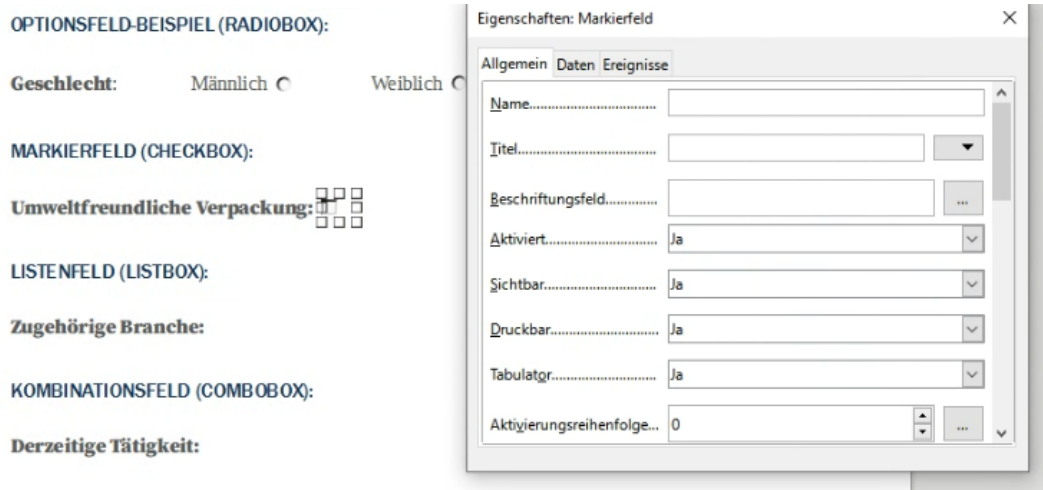 OPTIONSFELD-BEISPIEL (RADIOBOX):
Geschlecht: Männlich Weiblich
MARKIERFELD (CHECKBOX):
Umweltfreundliche Verpackung:
LISTENFELD (LISTBOX):
Zugehörige Branche:
KOMBINATIONSFELD (COMBOBOX):
Derzeitige Tätigkeit:
Eigenschaften: Markierfeld
Allgemein Daten Ereignisse
Name
Titel
Beschriftungsfeld
...
Aktiviert Ja
Sichtbar Ja
Druckbar Ja
Tabulator Ja
Aktivierungsreihenfolge... 0 ...